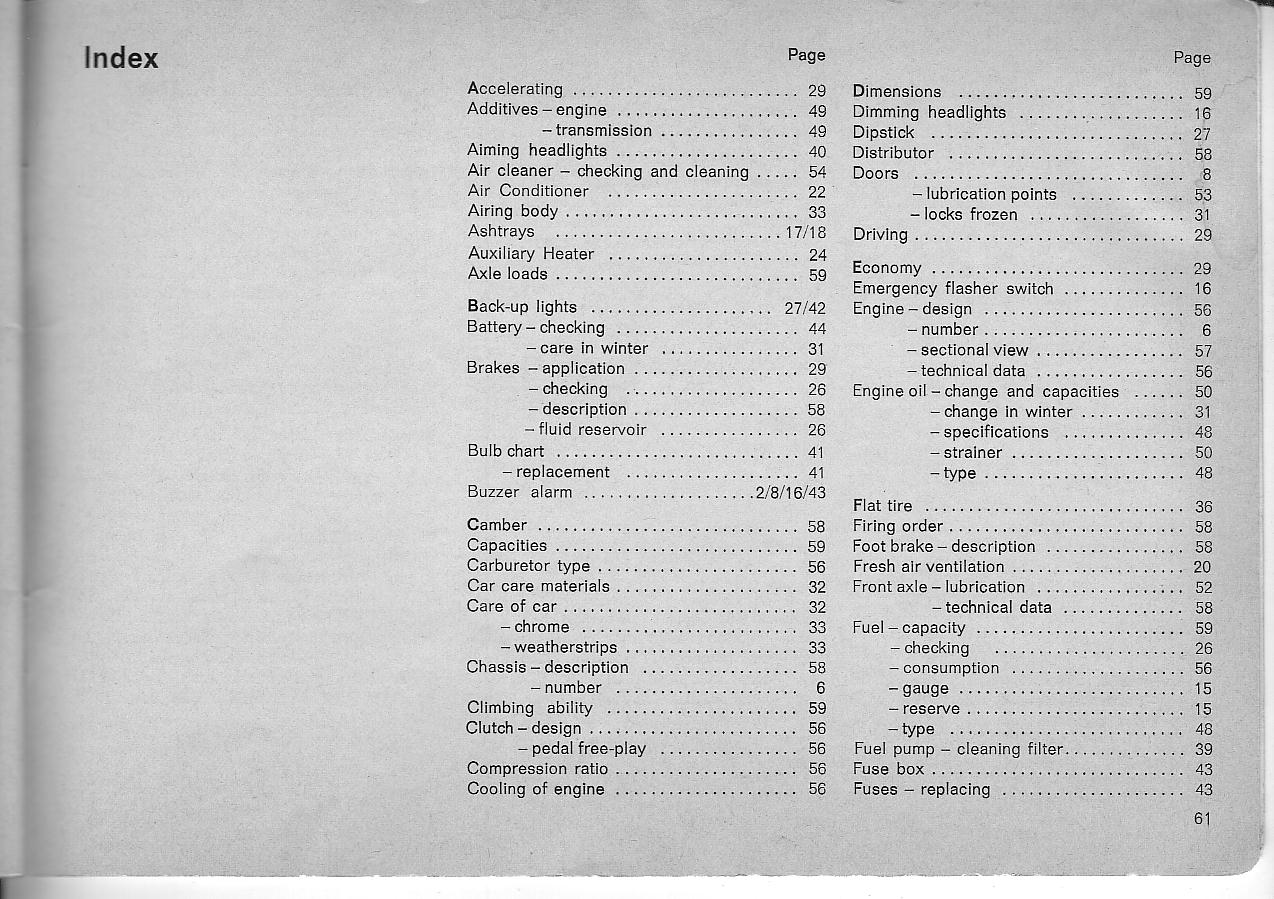 Index
Page
Accelerating .......................... 29
Additives – engine ..................... 49
– transmission ................ 49
Aiming headlights ..................... 40
Air cleaner – checking and cleaning ..... 54
Air Conditioner ...................... 22
Airing body ........................... 33
Ashtrays .......................... 17/18
Auxiliary Heater ...................... 24
Axle loads ............................ 59
Back-up lights ..................... 27/42
Battery – checking ..................... 44
– care in winter ................ 31
Brakes – application ................... 29
– checking .................... 26
– description ................... 58
– fluid reservoir ................ 26
Bulb chart ............................ 41
– replacement .................... 41
Buzzer alarm ....................2/8/16/43
Camber .............................. 58
Capacities ............................ 59
Carburetor type ....................... 56
Car care materials ..................... 32
Care of car ........................... 32
– chrome ......................... 33
– weatherstrips .................... 33
Chassis – description .................. 58
– number ..................... 6
Climbing ability ...................... 59
Clutch – design ........................ 56
– pedal free-play ................ 56
Compression ratio ..................... 56
Cooling of engine ..................... 56
Page
Dimensions .......................... 59
Dimming headlights ................... 16
Dipstick ............................. 27
Distributor ........................... 58
Doors ............................... 8
– lubrication points ............. 53
– locks frozen .................. 31
Driving ............................... 29
Economy ............................. 29
Emergency flasher switch .............. 16
Engine – design ....................... 56
– number ....................... 6
– sectional view ................. 57
– technical data ................. 56
Engine oil – change and capacities ...... 50
– change in winter ............ 31
– specifications .............. 48
– strainer .................... 50
– type ....................... 48
Flat tire .............................. 36
Firing order ........................... 58
Foot brake – description ................ 58
Fresh air ventilation .................... 20
Front axle – lubrication ................. 52
– technical data .............. 58
Fuel – capacity ........................ 59
– checking ...................... 26
– consumption .................... 56
– gauge .......................... 15
– reserve ......................... 15
– type ........................... 48
Fuel pump – cleaning filter.............. 39
Fuse box ............................. 43
Fuses – replacing ..................... 43
61